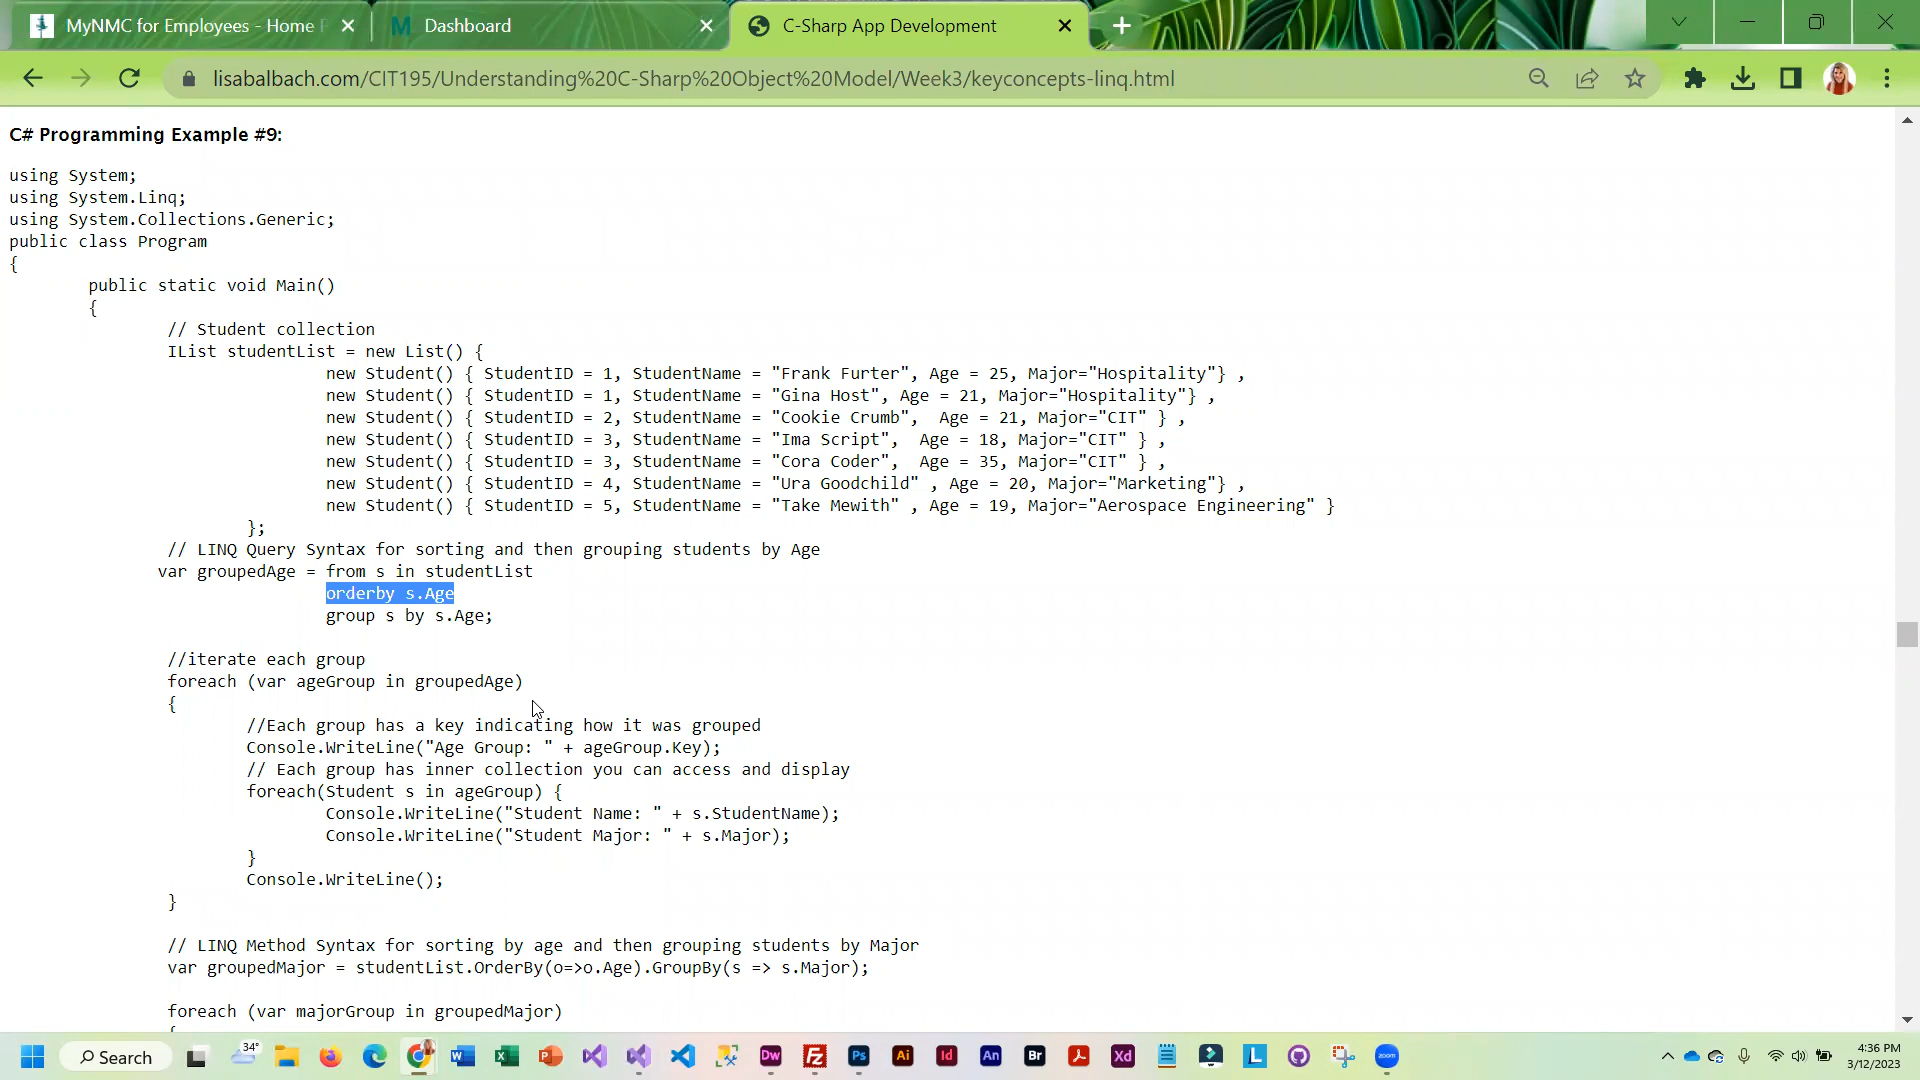 MyNMC for Employees - Home P
Dashboard
C-Sharp App Development
lisabalbach.com/CIT195/Understanding%20C-Sharp%20Object%20Model/Week3/keyconcepts-linq.html
C# Programming Example #9:
using System;
using System.Linq;
using System.Collections.Generic;
public class Program
{
public static void Main()
{
// Student collection
IList studentList = new List() {
new Student() { StudentID = 1, StudentName = "Frank Furter", Age = 25, Major="Hospitality"} ,
new Student() { StudentID = 1, StudentName = "Gina Host", Age = 21, Major="Hospitality"} ,
new Student() { StudentID = 2, StudentName = "Cookie Crumb",  Age = 21, Major="CIT" } ,
new Student() { StudentID = 3, StudentName = "Ima Script",  Age = 18, Major="CIT" } ,
new Student() { StudentID = 3, StudentName = "Cora Coder",  Age = 35, Major="CIT" } ,
new Student() { StudentID = 4, StudentName = "Ura Goodchild" , Age = 20, Major="Marketing"} ,
new Student() { StudentID = 5, StudentName = "Take Mewith" , Age = 19, Major="Aerospace Engineering" }
};
// LINQ Query Syntax for sorting and then grouping students by Age
var groupedAge = from s in studentList
orderby s.Age
group s by s.Age;
//iterate each group
foreach (var ageGroup in groupedAge)
{
//Each group has a key indicating how it was grouped
Console.WriteLine("Age Group: " + ageGroup.Key);
// Each group has inner collection you can access and display
foreach(Student s in ageGroup) {
Console.WriteLine("Student Name: " + s.StudentName);
Console.WriteLine("Student Major: " + s.Major);
}
Console.WriteLine();
}
// LINQ Method Syntax for sorting by age and then grouping students by Major
var groupedMajor = studentList.OrderBy(o=>o.Age).GroupBy(s => s.Major);
foreach (var majorGroup in groupedMajor)
{
Search
34°
Dw
Fz
Ps
Ai
Id
An
Br
Xd
L
zoom
4:36 PM
3/12/2023